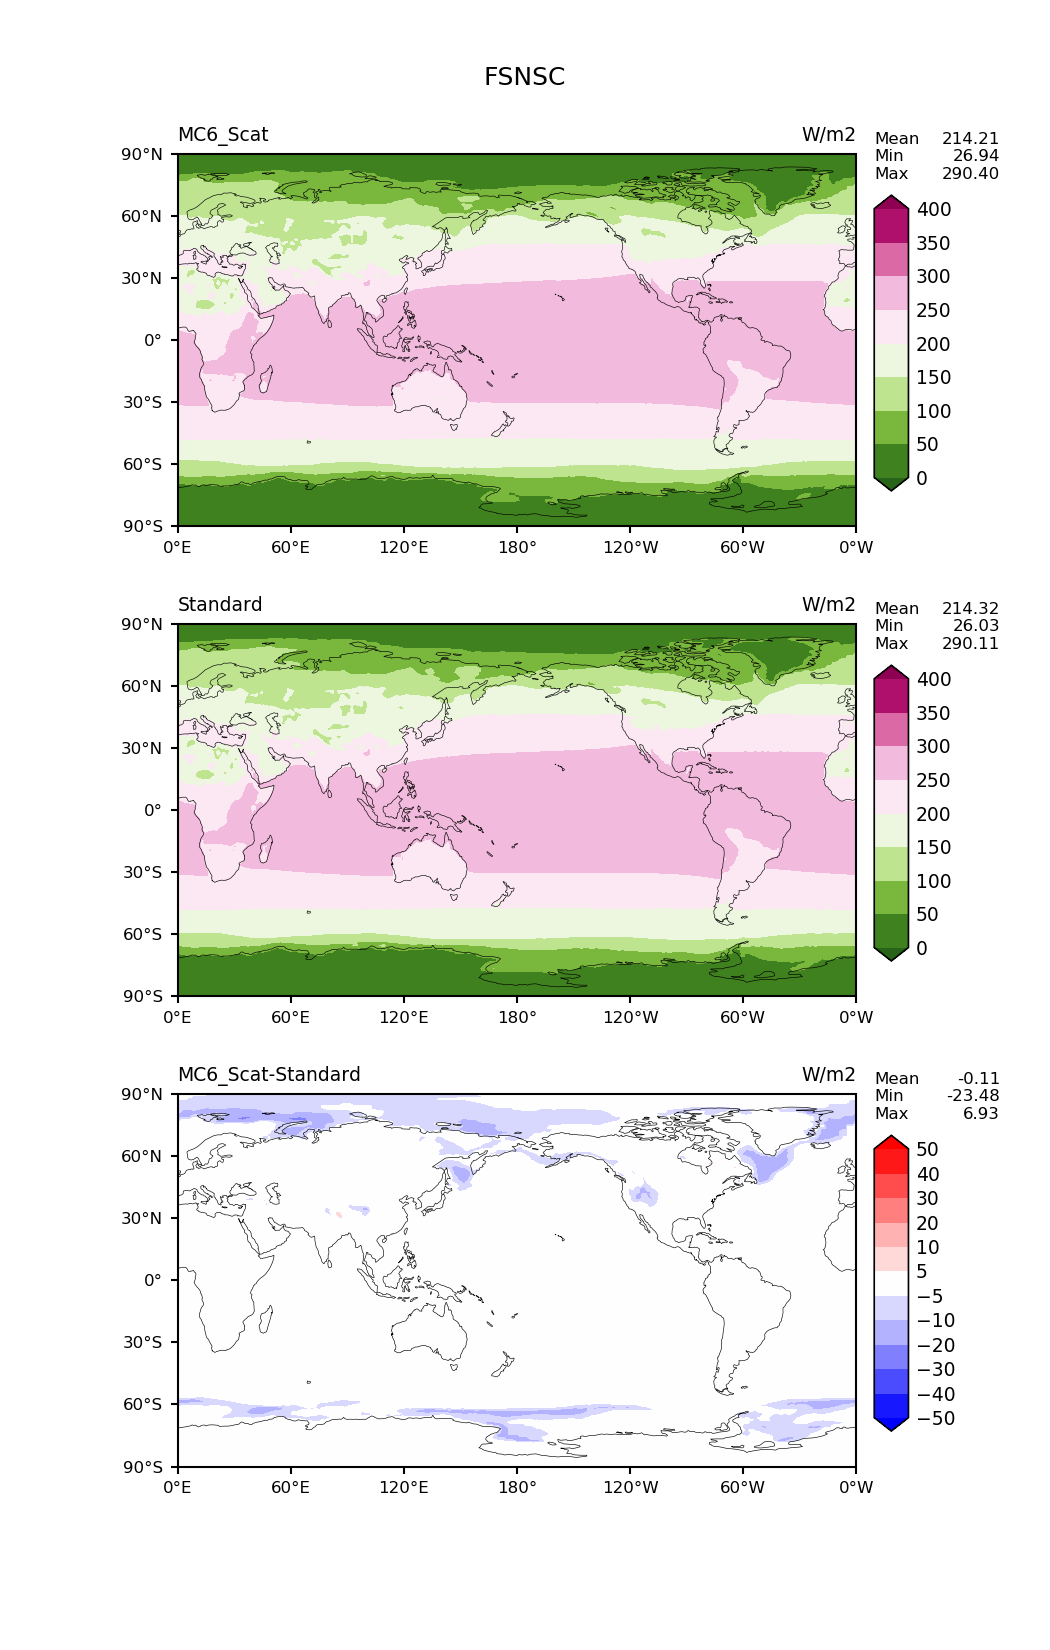 FSNSC
MC6_Scat W/m2
Mean 214.21
Min 26.94
Max 290.40
90°N
60°N
30°N
0°
30°S
60°S
90°S
0°E 60°E 120°E 180° 120°W 60°W 0°W
400
350
300
250
200
150
100
50
0
Standard W/m2
Mean 214.32
Min 26.03
Max 290.11
90°N
60°N
30°N
0°
30°S
60°S
90°S
0°E 60°E 120°E 180° 120°W 60°W 0°W
400
350
300
250
200
150
100
50
0
MC6_Scat-Standard W/m2
Mean -0.11
Min -23.48
Max 6.93
90°N
60°N
30°N
0°
30°S
60°S
90°S
0°E 60°E 120°E 180° 120°W 60°W 0°W
50
40
30
20
10
5
−5
−10
−20
−30
−40
−50